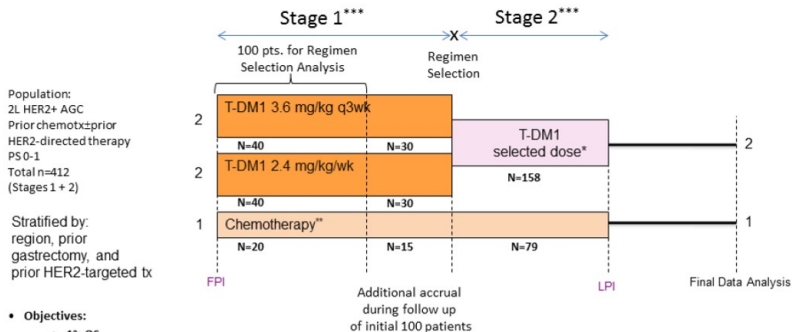 Stage 1***
Stage 2***
X
100 pts. for Regimen
Selection Analysis
Regimen
Selection
Population:
2L HER2+ AGC
Prior chemotx±prior
HER2-directed therapy
PS 0-1
Total n=412
(Stages 1 + 2)
Stratified by:
region, prior
gastrectomy, and
prior HER2-targeted tx
2
T-DM1 3.6 mg/kg q3wk
N=40
N=30
2
T-DM1 2.4 mg/kg/wk
N=40
N=30
T-DM1
selected dose*
N=158
2
1
Chemotherapy**
N=20
N=15
N=79
1
FPI
LPI
Final Data Analysis
Additional accrual
during follow up
of initial 100 patients
• Objectives: